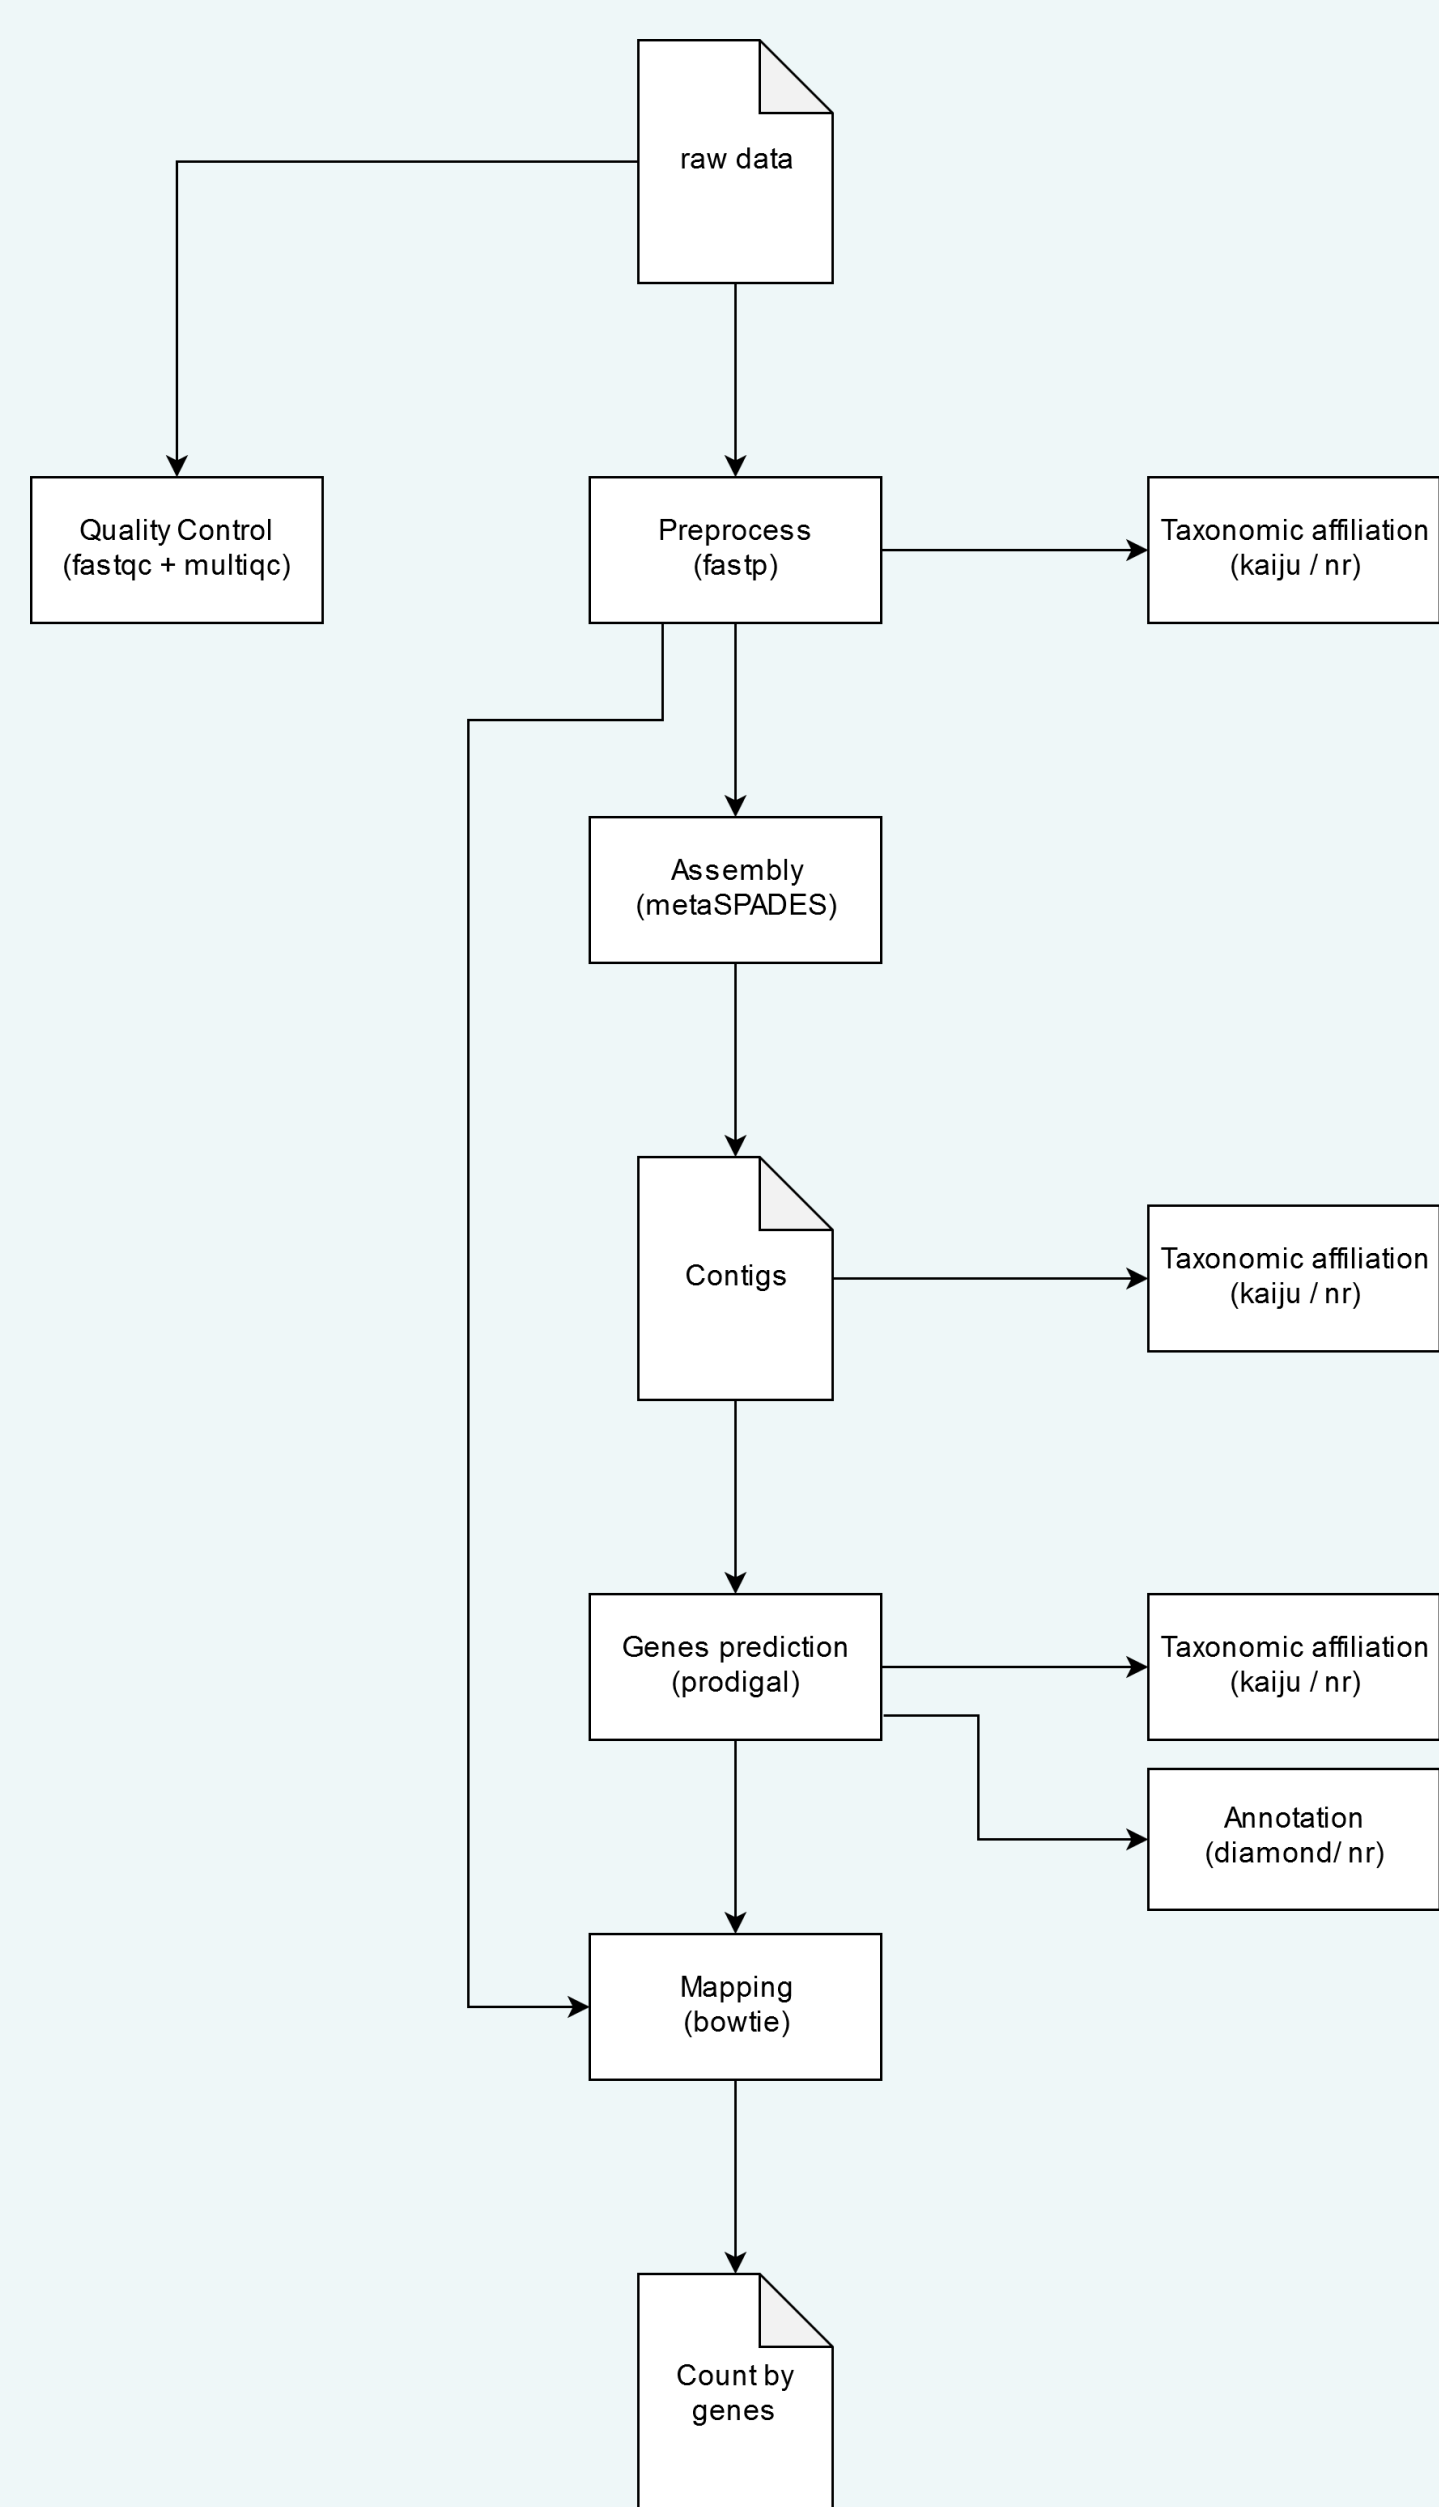 raw data
Quality Control
(fastqc + multiqc)
Preprocess
(fastp)
Taxonomic affiliation
(kaiju / nr)
Assembly
(metaSPADES)
Contigs
Taxonomic affiliation
(kaiju / nr)
Genes prediction
(prodigal)
Taxonomic affiliation
(kaiju / nr)
Annotation
(diamond/ nr)
Mapping
(bowtie)
Count by
genes